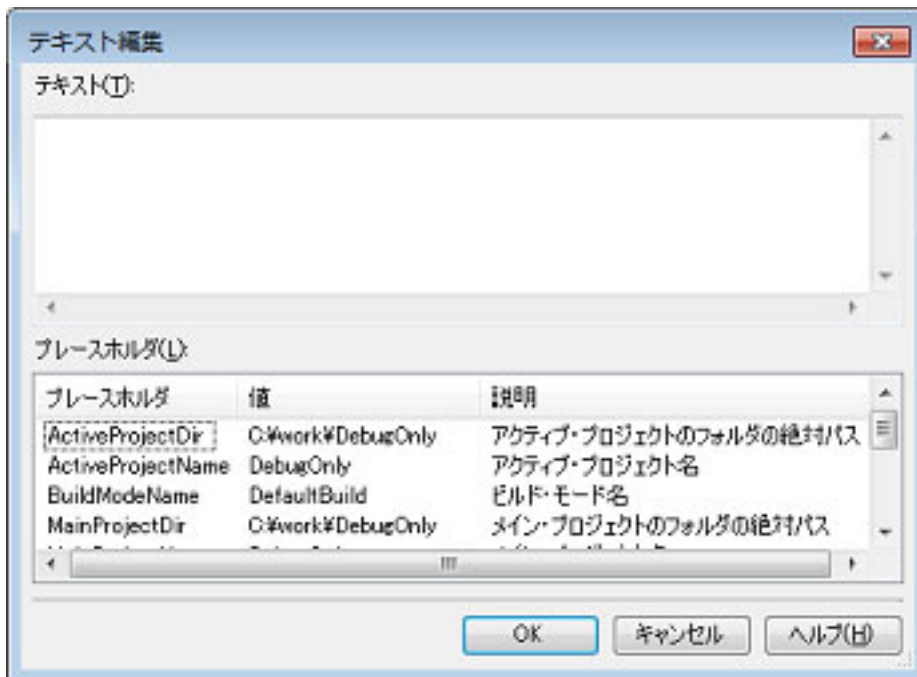 テキスト編集
テキスト(T):
プレースホルダ(L):
プレースホルダ 値 説明
ActiveProjectDir C:¥work¥DebugOnly アクティブ・プロジェクトのフォルダの絶対パス
ActiveProjectName DebugOnly アクティブ・プロジェクト名
BuildModeName DefaultBuild ビルド・モード名
MainProjectDir C:¥work¥DebugOnly メイン・プロジェクトのフォルダの絶対パス
OK キャンセル ヘルプ(H)